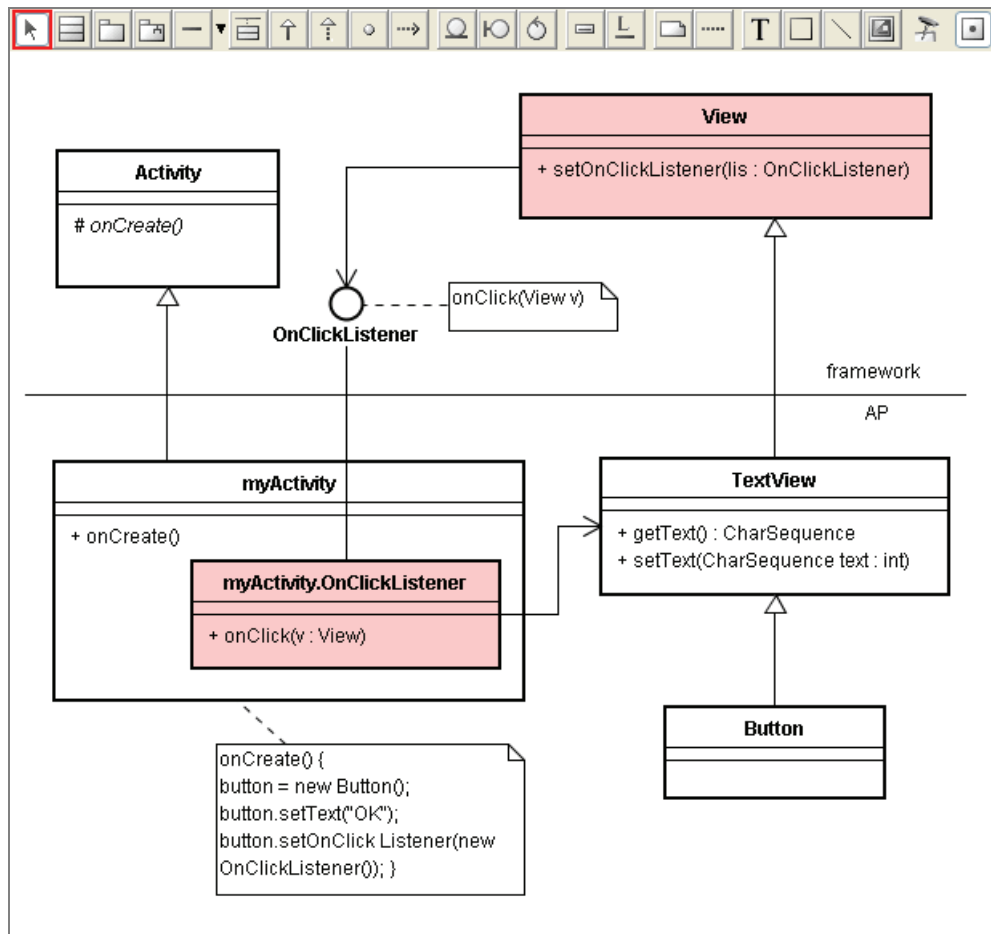 T
View
+ setOnClickListener(lis : OnClickListener)
Activity
# onCreate()
onClick(View v)
OnClickListener
framework
AP
myActivity
+ onCreate()
myActivity.OnClickListener
+ onClick(v : View)
TextView
+ getText() : CharSequence
+ setText(CharSequence text : int)
Button
onCreate() {
button = new Button();
button.setText("OK");
button.setOnClick Listener(new
OnClickListener()); }